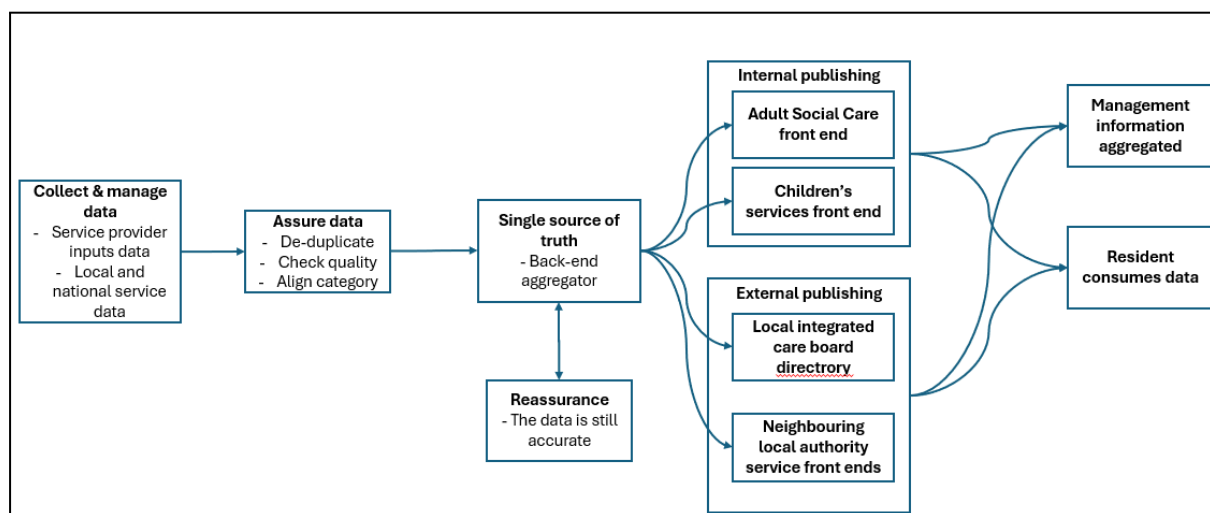 Collect & manage
data
- Service provider
inputs data
- Local and
national service
data
Assure data
- De-duplicate
- Check quality
- Align category
Single source of
truth
- Back-end
aggregator
Reassurance
- The data is still
accurate
Internal publishing
Adult Social Care
front end
Children’s
services front end
External publishing
Local integrated
care board
directrory
Neighbouring
local authority
service front ends
Management
information
aggregated
Resident
consumes data